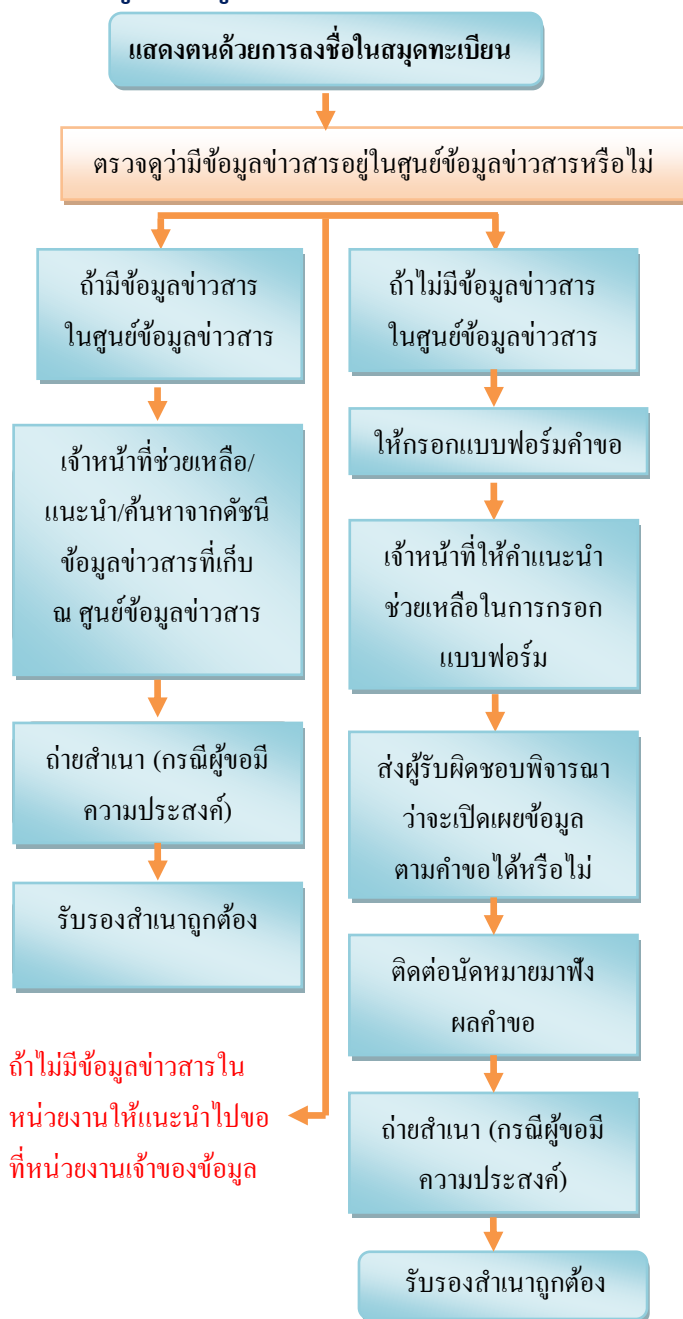 แสดงตนด้วยการลงชื่อในสมุดทะเบียน
ตรวจดูว่ามีข้อมูลข่าวสารอยู่ในศูนย์ข้อมูลข่าวสารหรือไม่
ถ้ามีข้อมูลข่าวสาร
ในศูนย์ข้อมูลข่าวสาร
เจ้าหน้าที่ช่วยเหลือ/
แนะนำ/ค้นหาจากดัชนี
ข้อมูลข่าวสารที่เก็บ
ณ ศูนย์ข้อมูลข่าวสาร
ถ่ายสำเนา (กรณีผู้ขอมี
ความประสงค์)
รับรองสำเนาถูกต้อง
ถ้าไม่มีข้อมูลข่าวสารใน
หน่วยงานให้แนะนำไปขอ
ที่หน่วยงานเจ้าของข้อมูล
ถ้าไม่มีข้อมูลข่าวสาร
ในศูนย์ข้อมูลข่าวสาร
ให้กรอกแบบฟอร์มคำขอ
เจ้าหน้าที่ให้คำแนะนำ
ช่วยเหลือในการกรอก
แบบฟอร์ม
ส่งผู้รับผิดชอบพิจารณา
ว่าจะเปิดเผยข้อมูล
ตามคำขอได้หรือไม่
ติดต่อนัดหมายมาฟัง
ผลคำขอ
ถ่ายสำเนา (กรณีผู้ขอมี
ความประสงค์)
รับรองสำเนาถูกต้อง